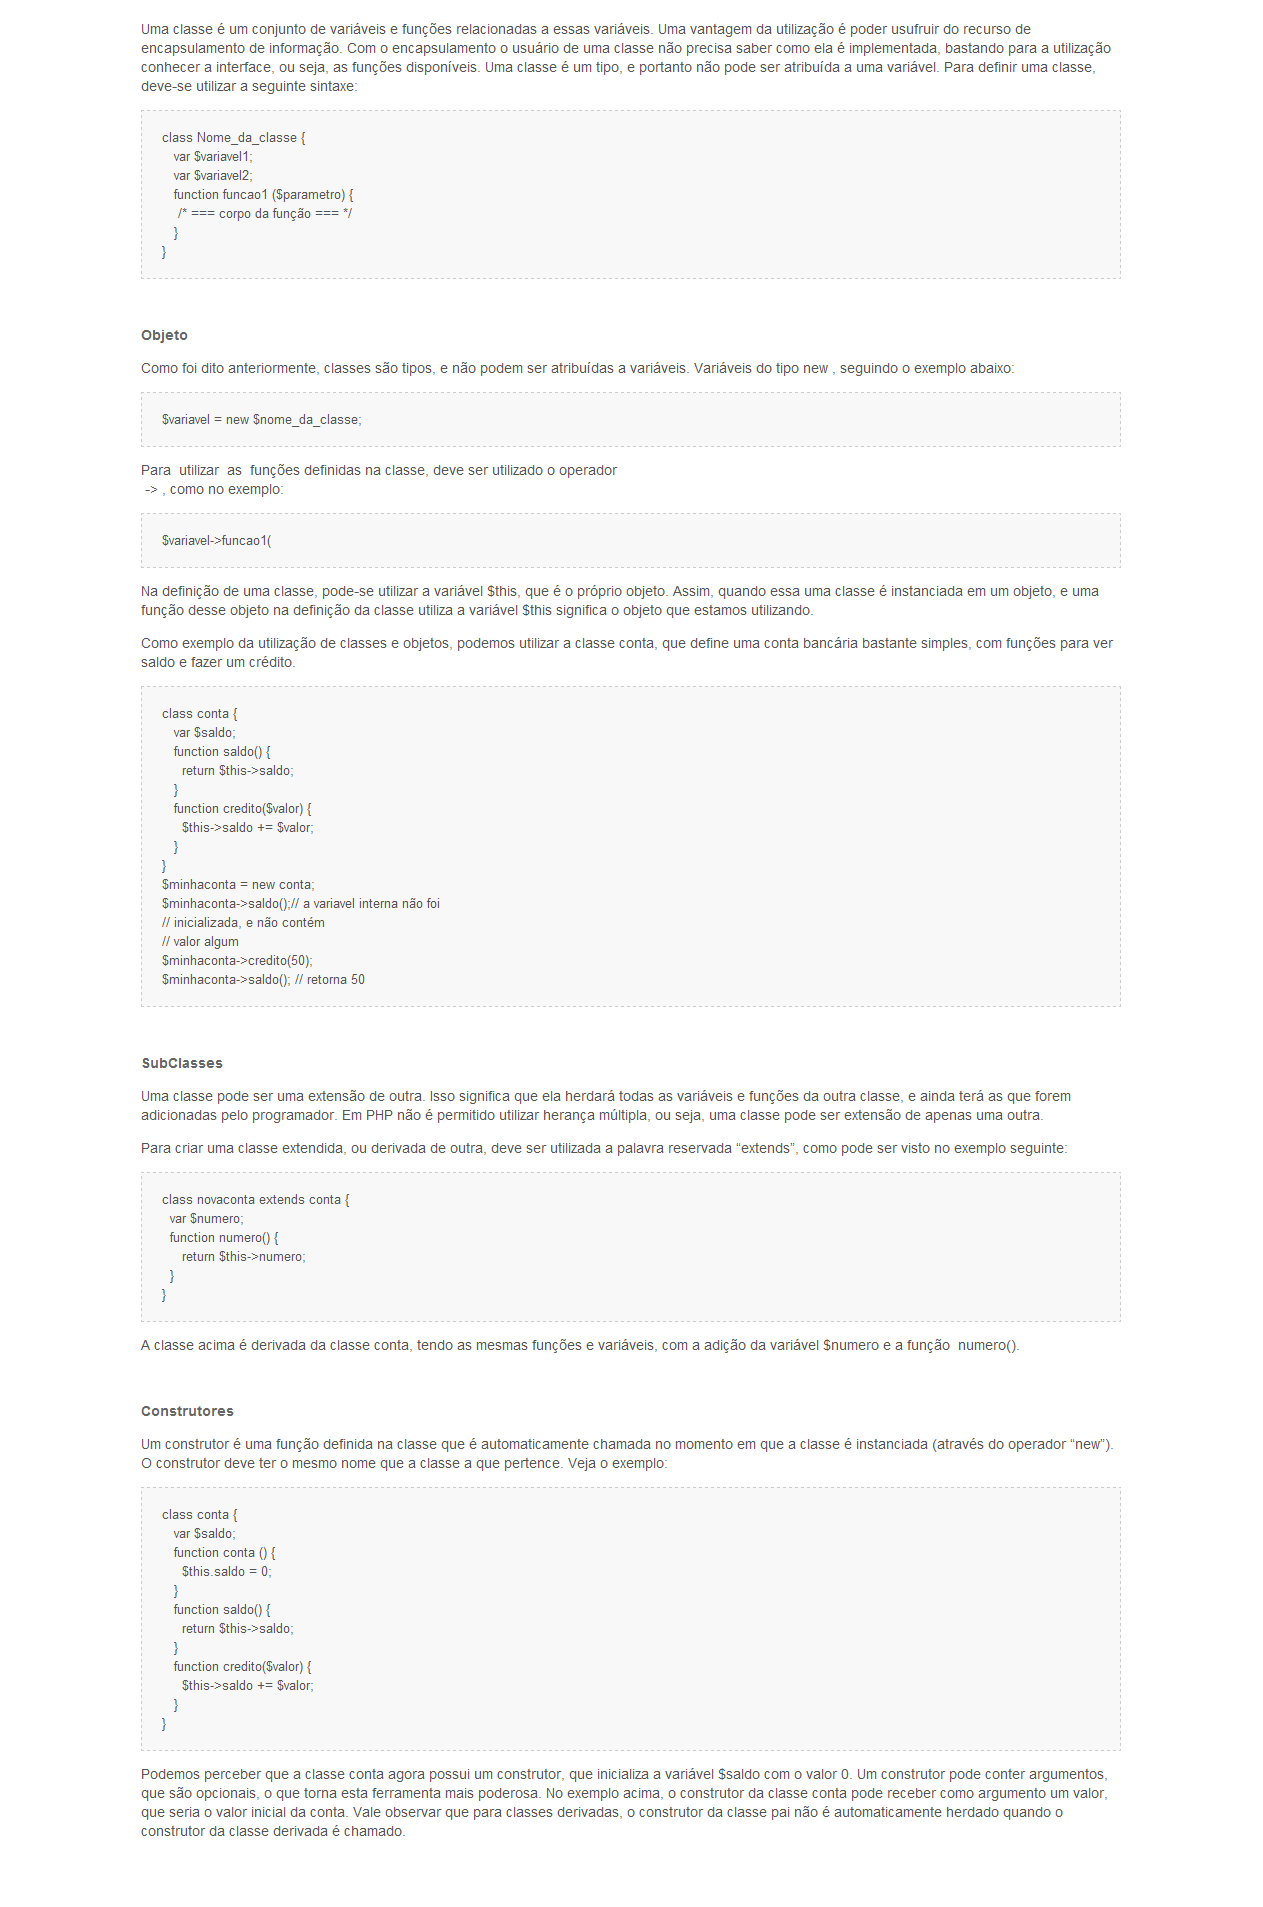 Uma classe é um conjunto de variáveis e funções relacionadas a essas variáveis. Uma vantagem da utilização é poder usufruir do recurso de
encapsulamento de informação. Com o encapsulamento o usuário de uma classe não precisa saber como ela é implementada, bastando para a utilização
conhecer a interface, ou seja, as funções disponíveis. Uma classe é um tipo, e portanto não pode ser atribuída a uma variável. Para definir uma classe,
deve-se utilizar a seguinte sintaxe:
class Nome_da_classe {
var $variavel1;
var $variavel2;
function funcao1 ($parametro) {
/* === corpo da função === */
}
}
Objeto
Como foi dito anteriormente, classes são tipos, e não podem ser atribuídas a variáveis. Variáveis do tipo new , seguindo o exemplo abaixo:
$variavel = new $nome_da_classe;
Para  utilizar  as  funções definidas na classe, deve ser utilizado o operador
-> , como no exemplo:
$variavel->funcao1(
Na definição de uma classe, pode-se utilizar a variável $this, que é o próprio objeto. Assim, quando essa uma classe é instanciada em um objeto, e uma
função desse objeto na definição da classe utiliza a variável $this significa o objeto que estamos utilizando.
Como exemplo da utilização de classes e objetos, podemos utilizar a classe conta, que define uma conta bancária bastante simples, com funções para ver
saldo e fazer um crédito.
class conta {
var $saldo;
function saldo() {
return $this->saldo;
}
function credito($valor) {
$this->saldo += $valor;
}
}
$minhaconta = new conta;
$minhaconta->saldo();// a variavel interna não foi
// inicializada, e não contém
// valor algum
$minhaconta->credito(50);
$minhaconta->saldo(); // retorna 50
SubClasses
Uma classe pode ser uma extensão de outra. Isso significa que ela herdará todas as variáveis e funções da outra classe, e ainda terá as que forem
adicionadas pelo programador. Em PHP não é permitido utilizar herança múltipla, ou seja, uma classe pode ser extensão de apenas uma outra.
Para criar uma classe extendida, ou derivada de outra, deve ser utilizada a palavra reservada “extends”, como pode ser visto no exemplo seguinte:
class novaconta extends conta {
var $numero;
function numero() {
return $this->numero;
}
}
A classe acima é derivada da classe conta, tendo as mesmas funções e variáveis, com a adição da variável $numero e a função  numero().
Construtores
Um construtor é uma função definida na classe que é automaticamente chamada no momento em que a classe é instanciada (através do operador “new”).
O construtor deve ter o mesmo nome que a classe a que pertence. Veja o exemplo:
class conta {
var $saldo;
function conta () {
$this.saldo = 0;
}
function saldo() {
return $this->saldo;
}
function credito($valor) {
$this->saldo += $valor;
}
}
Podemos perceber que a classe conta agora possui um construtor, que inicializa a variável $saldo com o valor 0. Um construtor pode conter argumentos,
que são opcionais, o que torna esta ferramenta mais poderosa. No exemplo acima, o construtor da classe conta pode receber como argumento um valor,
que seria o valor inicial da conta. Vale observar que para classes derivadas, o construtor da classe pai não é automaticamente herdado quando o
construtor da classe derivada é chamado.